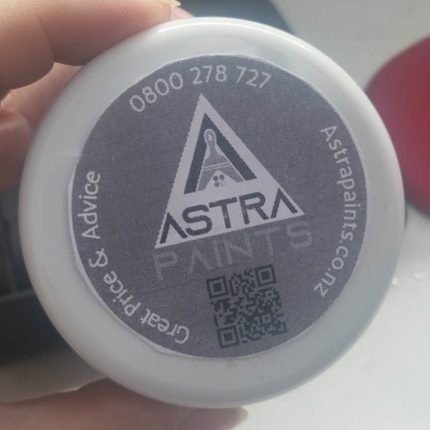 0800 278 727
ASTRA
PAINTS
Astrapaints.co.nz
Great Price & Advice